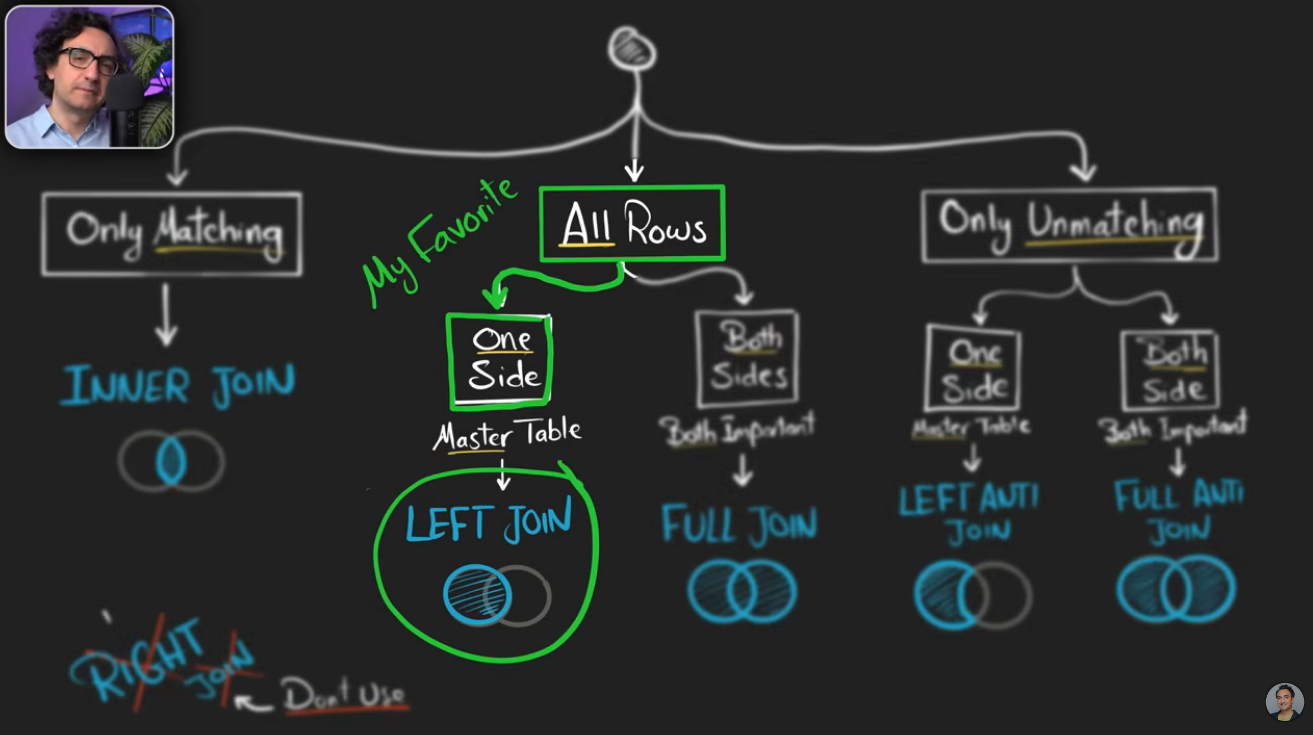 My Favorite
Only Matching
All Rows
Only Unmatching
INNER JOIN
One
Side
Master Table
LEFT JOIN
Both
Sides
Both Important
FULL JOIN
One
Side
Master Table
LEFT ANTI
JOIN
Both
Side
Both Important
FULL ANTI
JOIN
RIGHT
JOIN
Dont Use